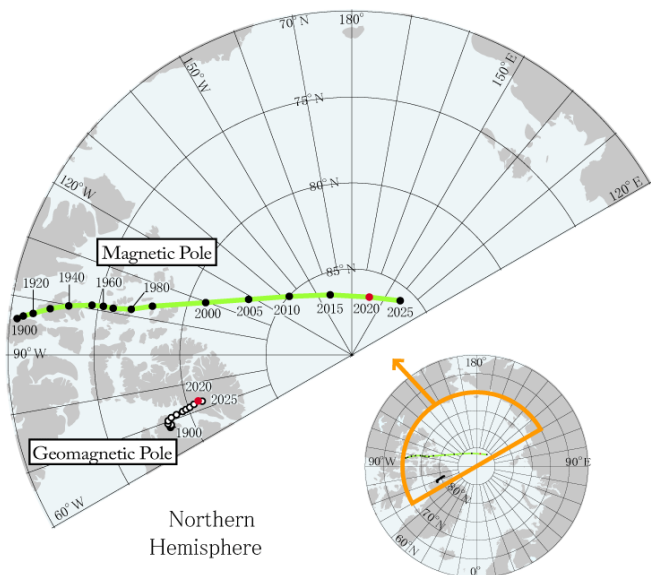 70°N
180°
150°W
75°N
150°E
120°W
80°N
120°E
Magnetic Pole
85°N
1920
1940
1960
1980
1900
2000
2005
2010
2015
2020
2025
90°W
2020
2025
1900
Geomagnetic Pole
60°W
Northern
Hemisphere
180°
90°W
90°E
80°N
70°N
60°N
0°